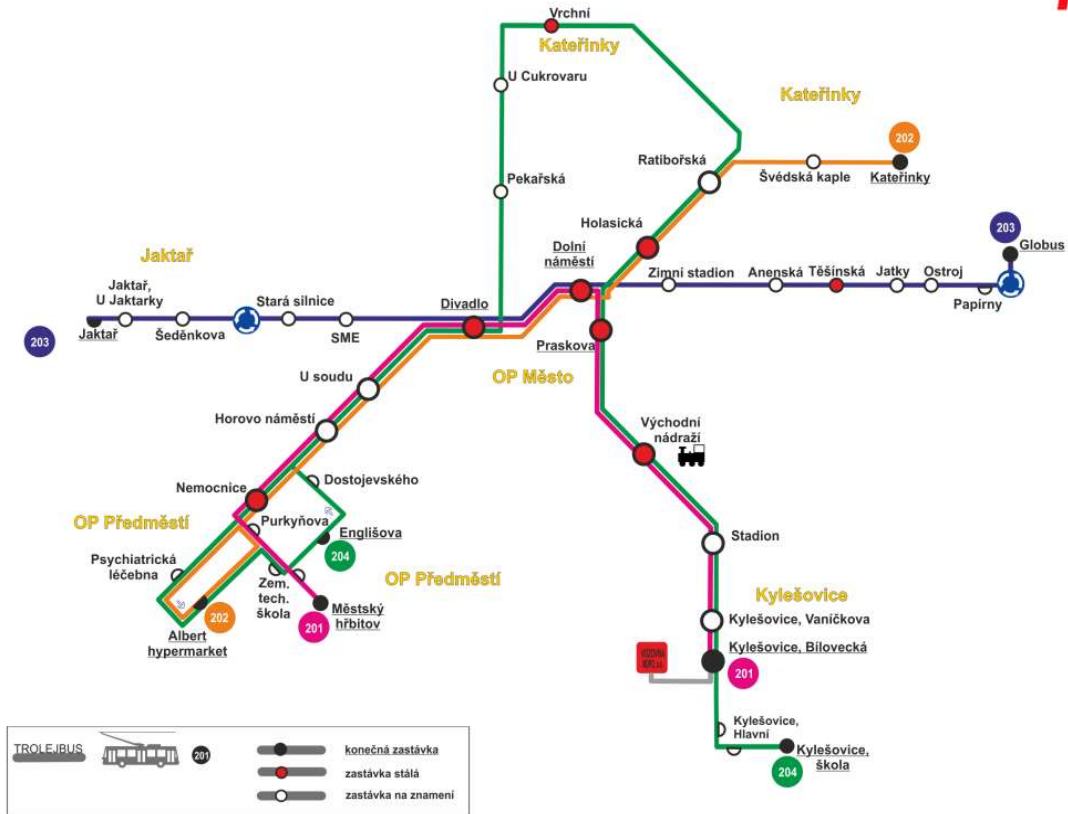 Vrchní
Kateřinky
U Cukrovaru
Kateřinky
202
Ratibořská
Švédská kaple
Kateřinky
Pekařská
Holasická
203
Globus
Dolní
náměstí
Zimní stadion
Anenská
Těšínská
Jatky
Ostroj
Papírny
Jaktař
Jaktař,
U Jaktarky
Stará silnice
Divadlo
Jaktař
Šeděnkova
SME
203
Praskova
OP Město
U soudu
Horovo náměstí
Východní
nádraží
Nemocnice
Dostojevského
OP Předměstí
Purkyňova
Englišova
204
Stadion
Psychiatrická
léčebna
OP Předměstí
Zem.
tech.
škola
Městský
hřbitov
201
202
Albert
hypermarket
Kylešovice
Kylešovice, Vaníčkova
Kylešovice, Bílovecká
201
VOZOVNA
Kylešovice,
Hlavní
Kylešovice,
škola
204
TROLEJBUS
201
konečná zastávka
zastávka stálá
zastávka na znamení